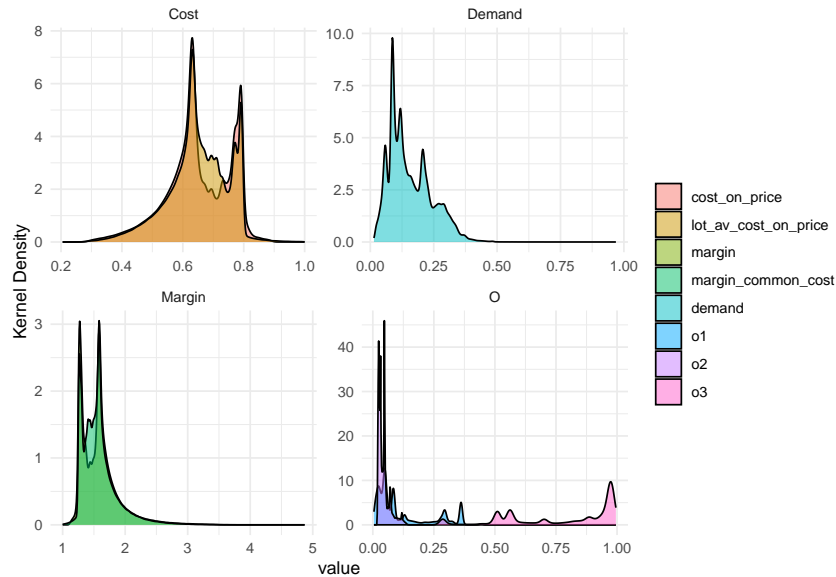 Cost
Demand
8
6
4
2
0
0.2 0.4 0.6 0.8 1.0
10.0
7.5
5.0
2.5
0.0
0.00 0.25 0.50 0.75 1.00
Kernel Density
Margin
O
3
2
1
0
1 2 3 4 5
40
30
20
10
0
0.00 0.25 0.50 0.75 1.00
value
cost_on_price
lot_av_cost_on_price
margin
margin_common_cost
demand
o1
o2
o3